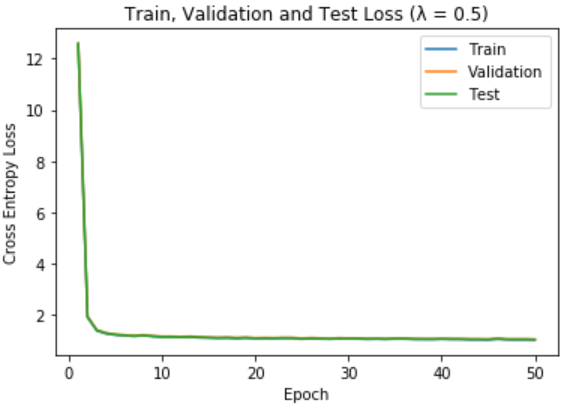 Train, Validation and Test Loss (λ = 0.5)
Train
Validation
Test
Cross Entropy Loss
12
10
8
6
4
2
0 10 20 30 40 50
Epoch